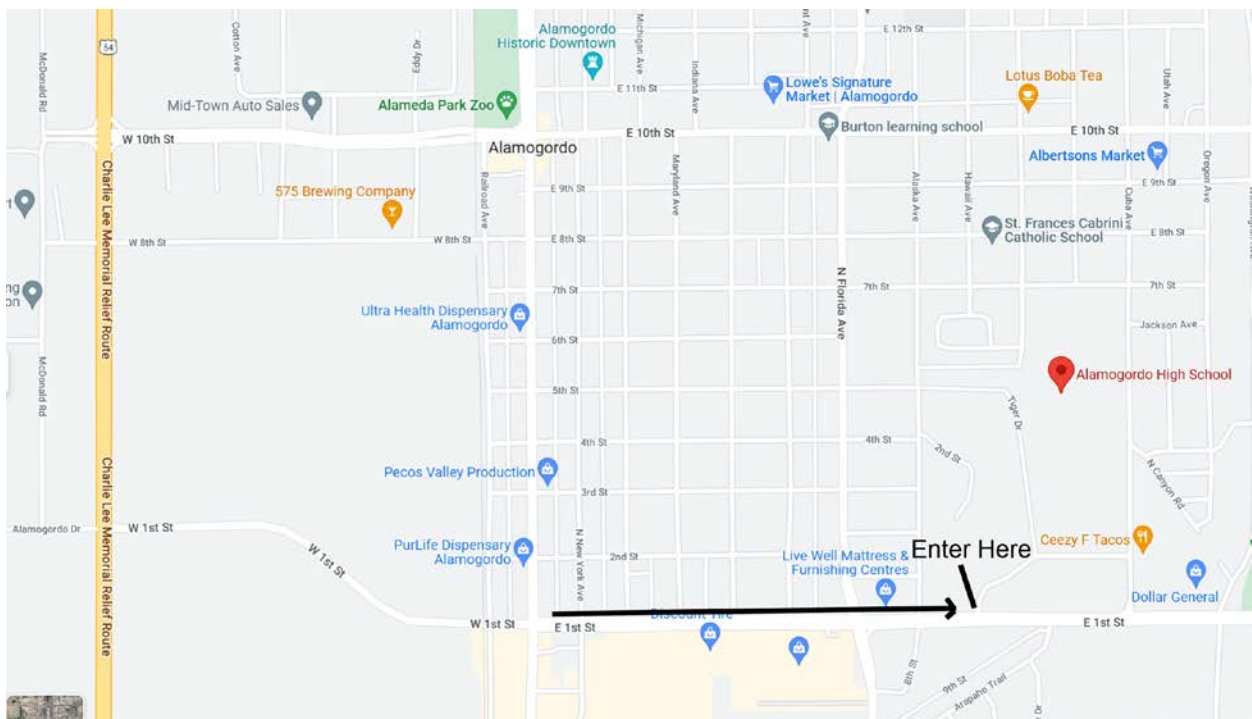 E 12th St
Cotton Ave
Eddy Dr
Michigan Ave
Indiana Ave
McDonald Rd
54
Alamogordo
Historic Downtown
Lowe's Signature
Market | Alamogordo
Lotus Boba Tea
Utah Ave
Mid-Town Auto Sales
Alameda Park Zoo
E 11th St
Burton learning school
W 10th St
E 10th St
E 10th St
Alamogordo
Albertsons Market
Charlie Lee Memorial Relief Route
575 Brewing Company
Railroad Ave
Maryland Ave
Alaska Ave
Hawaii Ave
Cuba Ave
Oregon Ave
E 9th St
E 9th St
St. Frances Cabrini
Catholic School
W 8th St
W 8th St
E 8th St
E 8th St
N Florida Ave
7th St
7th St
7th St
Ultra Health Dispensary
Alamogordo
6th St
Jackson Ave
McDonald Rd
Alamogordo High School
5th St
Tiger Dr
4th St
4th St
2nd St
Pecos Valley Production
3rd St
N Canyon Rd
Charlie Lee Memorial Relief Route
Alamogordo Dr
W 1st St
W 1st St
PurLife Dispensary
Alamogordo
N New York Ave
2nd St
Live Well Mattress &
Furnishing Centres
Enter Here
Ceezy F Tacos
Dollar General
W 1st St
E 1st St
Discount Tire
E 1st St
8th St
9th St
Arapaho Trail